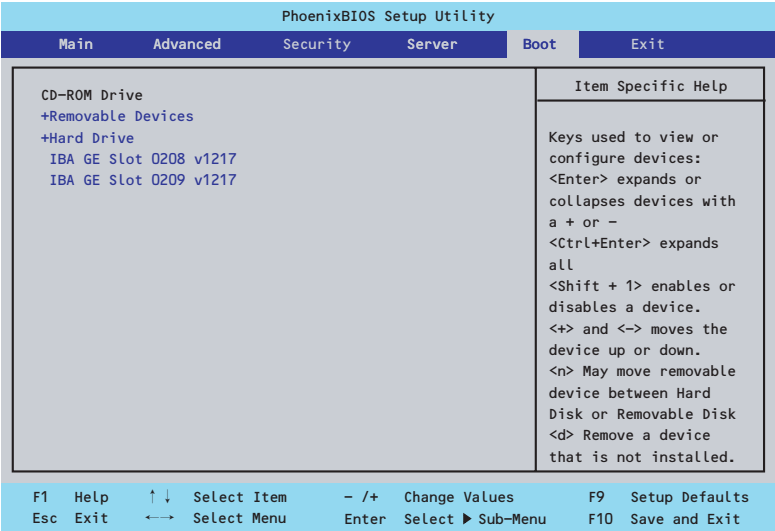 PhoenixBIOS Setup Utility
Main Advanced Security Server Boot Exit
CD-ROM Drive
+Removable Devices
+Hard Drive
IBA GE Slot 0208 v1217
IBA GE Slot 0209 v1217
Item Specific Help
Keys used to view or
configure devices:
<Enter> expands or
collapses devices with
a + or -
<Ctrl+Enter> expands
all
<Shift + 1> enables or
disables a device.
<+> and <-> moves the
device up or down.
<n> May move removable
device between Hard
Disk or Removable Disk
<d> Remove a device
that is not installed.
F1 Help ↑↓ Select Item - /+ Change Values F9 Setup Defaults
Esc Exit ←→ Select Menu Enter Select ▶ Sub-Menu F10 Save and Exit